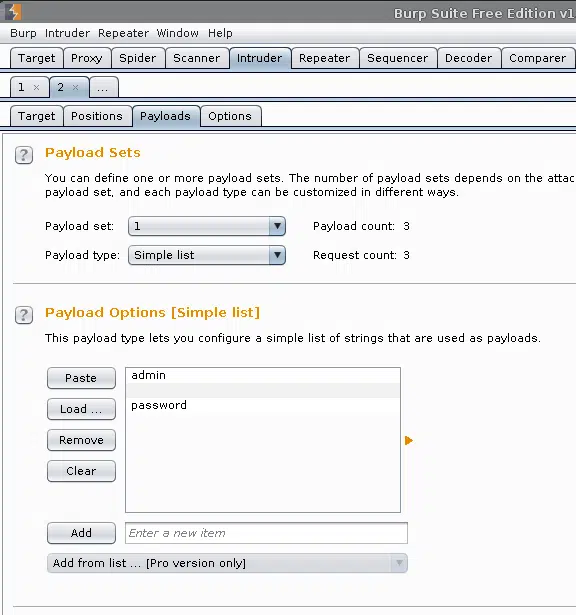 Burp Suite Free Edition v1
Burp Intruder Repeater Window Help
Target Proxy Spider Scanner Intruder Repeater Sequencer Decoder Comparer
1 × 2 × ...
Target Positions Payloads Options
? Payload Sets
You can define one or more payload sets. The number of payload sets depends on the attac
payload set, and each payload type can be customized in different ways.
Payload set: 1 Payload count: 3
Payload type: Simple list Request count: 3
? Payload Options [Simple list]
This payload type lets you configure a simple list of strings that are used as payloads.
Paste admin
Load ... password
Remove
Clear
Add Enter a new item
Add from list ... [Pro version only]